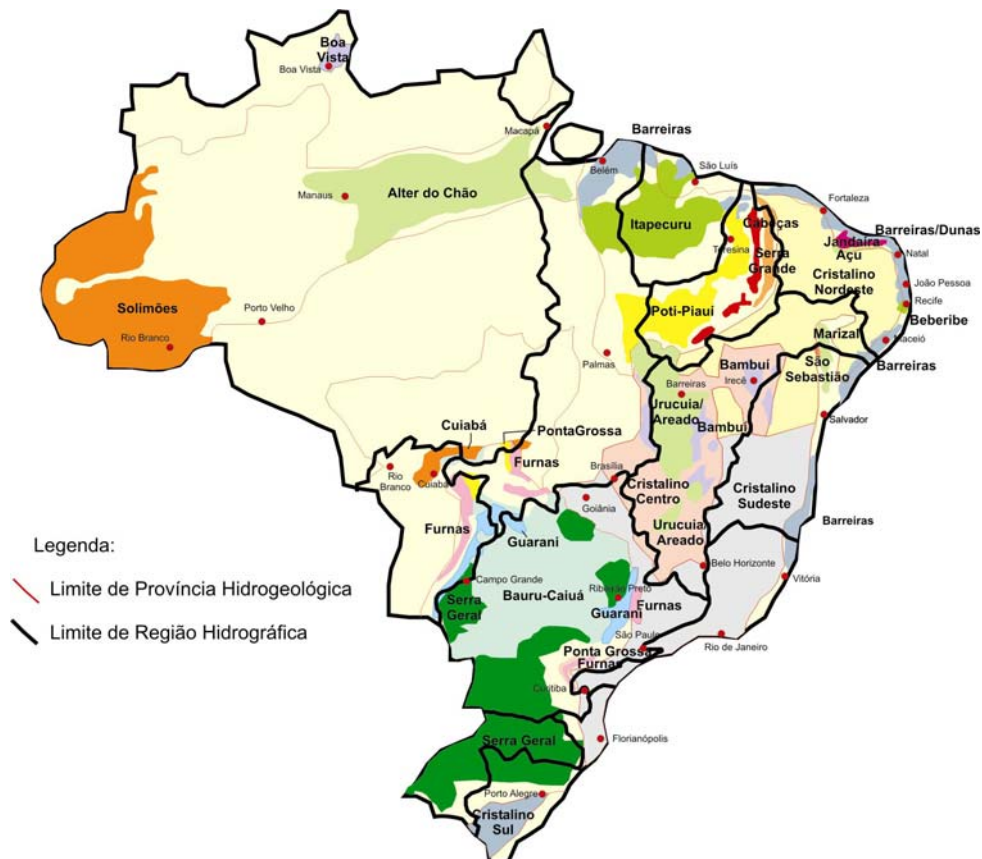 Boa
Vista
Boa Vista
Macapá
Barreiras
Belém
São Luís
Manaus
Alter do Chão
Itapecuru
Fortaleza
Cabeças
Teresina
Serra
Grande
Barreiras/Dunas
Jandaíra
Açu
Natal
Cristalino
Nordeste
João Pessoa
Recife
Beberibe
Solimões
Porto Velho
Rio Branco
Poti-Piauí
Marizal
Maceió
Barreiras
Palmas
Bambuí
Irecê
São
Sebastião
Barreiras
Urucuia/
Areado
Bambuí
Salvador
Cuiabá
PontaGrossa
Furnas
Rio
Branco
Cuiabá
Brasília
Cristalino
Centro
Cristalino
Sudeste
Goiânia
Furnas
Guarani
Urucuia/
Areado
Barreiras
Belo Horizonte
Vitória
Campo Grande
Serra
Geral
Bauru-Caiuá
Ribeirão Preto
Guarani
Furnas
São Paulo
Rio de Janeiro
Ponta Grossa
Furnas
Curitiba
Serra Geral
Florianópolis
Porto Alegre
Cristalino
Sul
Legenda:
Limite de Província Hidrogeológica
Limite de Região Hidrográfica